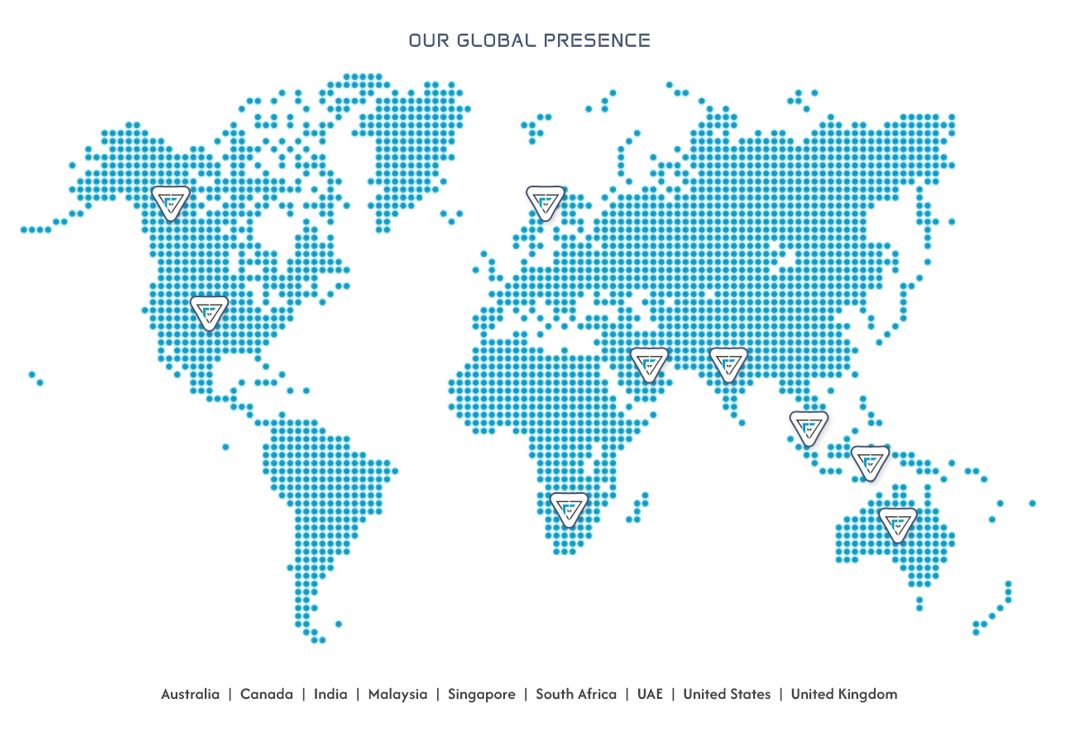 OUR GLOBAL PRESENCE
Australia | Canada | India | Malaysia | Singapore | South Africa | UAE | United States | United Kingdom